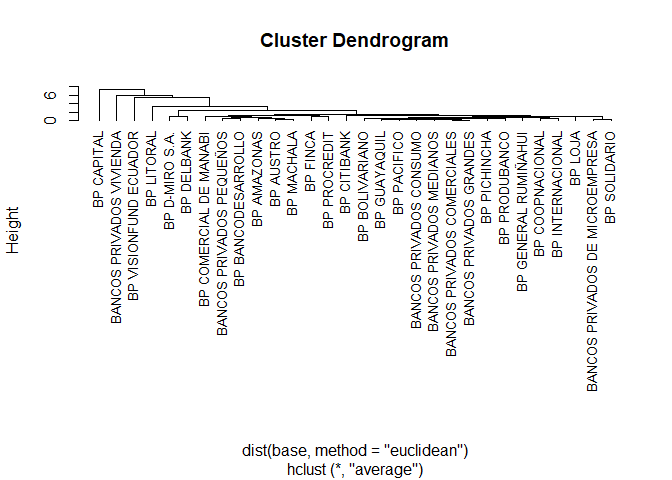 Cluster Dendrogram
Height
6
0
BP CAPITAL
BANCOS PRIVADOS VIVIENDA
BP VISIONFUND ECUADOR
BP LITORAL
BP D-MIRO S.A.
BP DELBANK
BP COMERCIAL DE MANABI
BANCOS PRIVADOS PEQUEÑOS
BP BANCODESARROLLO
BP AMAZONAS
BP AUSTRO
BP MACHALA
BP FINCA
BP PROCREDIT
BP CITIBANK
BP BOLIVARIANO
BP GUAYAQUIL
BP PACIFICO
BANCOS PRIVADOS CONSUMO
BANCOS PRIVADOS MEDIANOS
BANCOS PRIVADOS COMERCIALES
BANCOS PRIVADOS GRANDES
BP PICHINCHA
BP PRODUBANCO
BP GENERAL RUMIÑAHUI
BP COOPNACIONAL
BP INTERNACIONAL
BP LOJA
BANCOS PRIVADOS DE MICROEMPRESA
BP SOLIDARIO
dist(base, method = "euclidean")
hclust (*, "average")